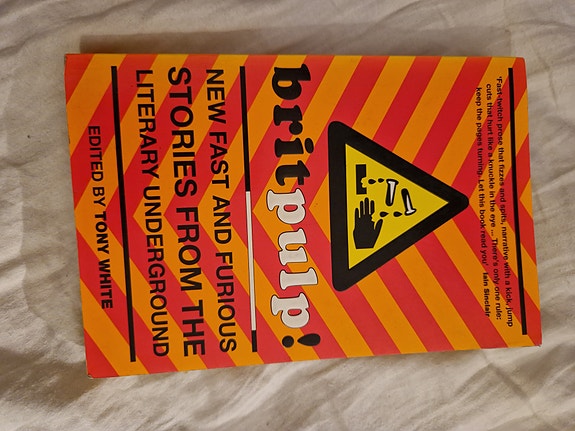 'Fast-twitch prose that fizzes and spits, narrative with a kick, jump
cuts that hurt like a knuckle in the eye ... There's only one rule:
keep the pages turning. Let this book read you' Iain Sinclair
britpulp!
NEW FAST AND FURIOUS
STORIES FROM THE
LITERARY UNDERGROUND
EDITED BY TONY WHITE